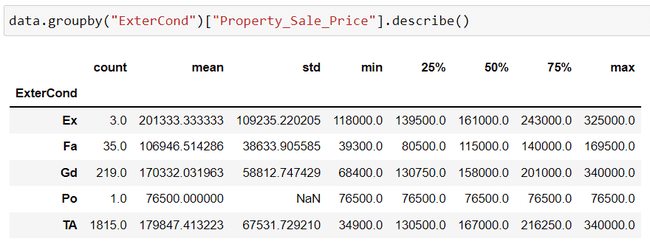 data.groupby("ExterCond")["Property_Sale_Price"].describe()
count mean std min 25% 50% 75% max
ExterCond
Ex 3.0 201333.333333 109235.220205 118000.0 139500.0 161000.0 243000.0 325000.0
Fa 35.0 106946.514286 38633.905585 39300.0 80500.0 115000.0 140000.0 169500.0
Gd 219.0 170332.031963 58812.747429 68400.0 130750.0 158000.0 201000.0 340000.0
Po 1.0 76500.000000 NaN 76500.0 76500.0 76500.0 76500.0 76500.0
TA 1815.0 179847.413223 67531.729210 34900.0 130500.0 167000.0 216250.0 340000.0